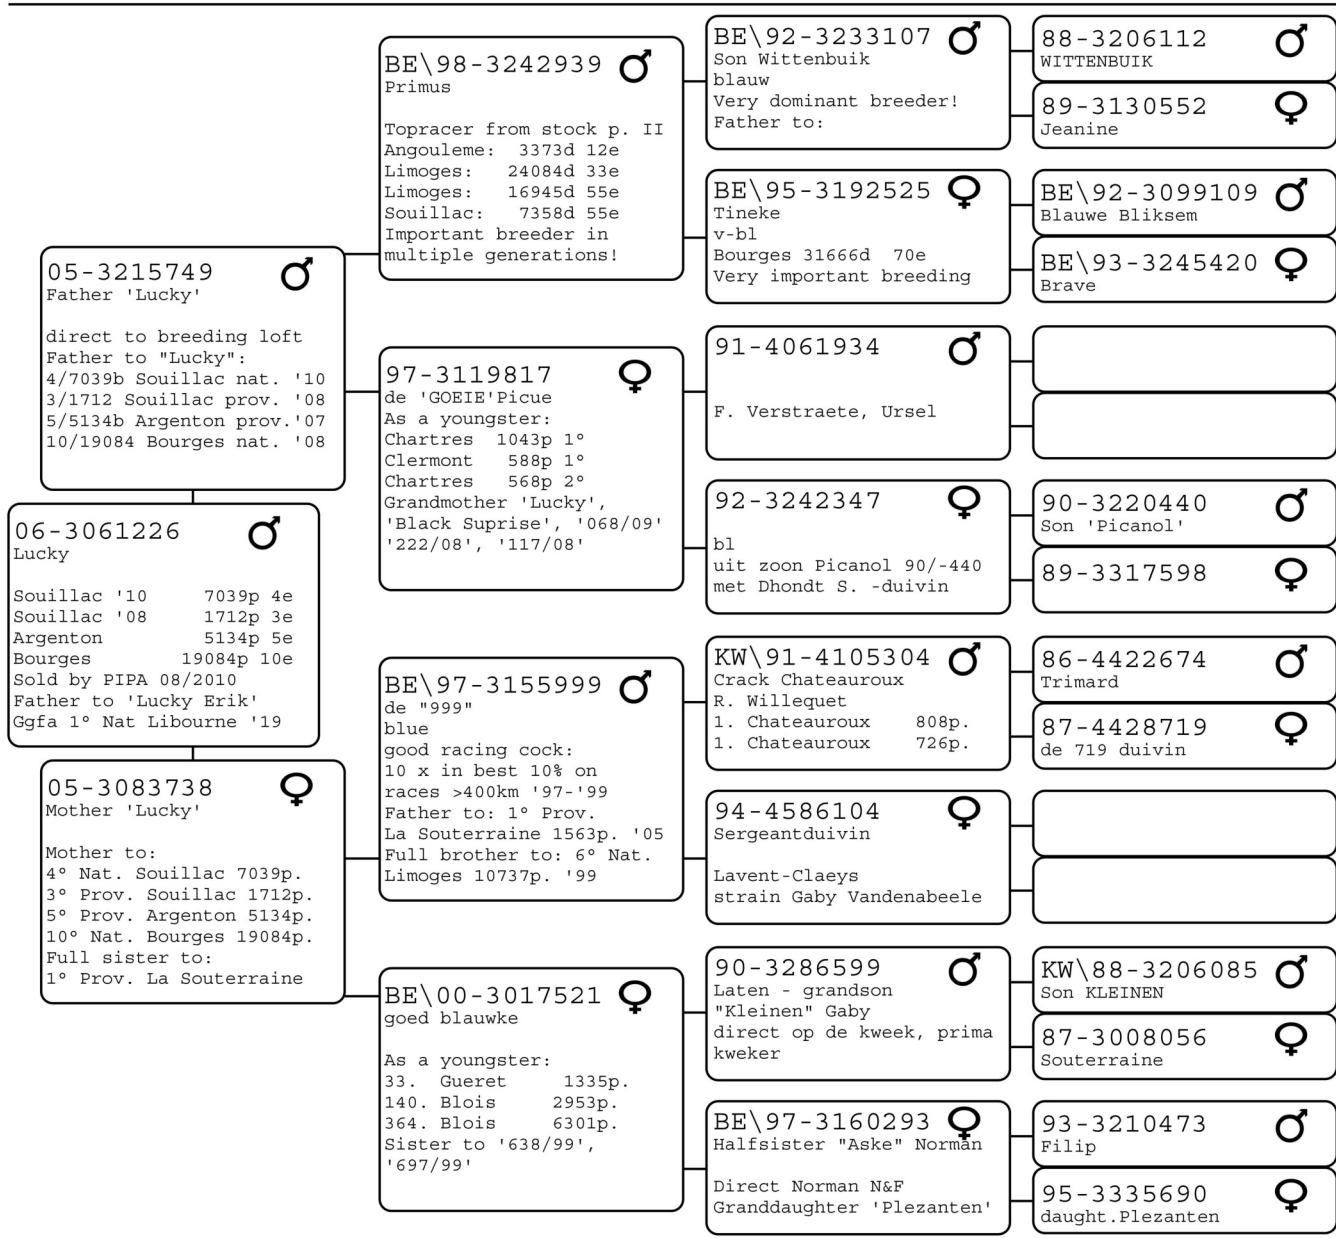 06-3061226
Lucky
Souillac '10 7039p 4e
Souillac '08 1712p 3e
Argenton 5134p 5e
Bourges 19084p 10e
Sold by PIPA 08/2010
Father to 'Lucky Erik'
Ggfa 1° Nat Libourne '19
05-3215749
Father 'Lucky'
direct to breeding loft
Father to "Lucky":
4/7039b Souillac nat. '10
3/1712 Souillac prov. '08
5/5134b Argenton prov.'07
10/19084 Bourges nat. '08
05-3083738
Mother 'Lucky'
Mother to:
4° Nat. Souillac 7039p.
3° Prov. Souillac 1712p.
5° Prov. Argenton 5134p.
10° Nat. Bourges 19084p.
Full sister to:
1° Prov. La Souterraine
BE\98-3242939
Primus
Topracer from stock p. II
Angouleme: 3373d 12e
Limoges: 24084d 33e
Limoges: 16945d 55e
Souillac: 7358d 55e
Important breeder in
multiple generations!
97-3119817
de 'GOEIE'Picue
As a youngster:
Chartres 1043p 1°
Clermont 588p 1°
Chartres 568p 2°
Grandmother 'Lucky',
'Black Suprise', '068/09'
'222/08', '117/08'
BE\97-3155999
de "999"
blue
good racing cock:
10 x in best 10% on
races >400km '97-'99
Father to: 1° Prov.
La Souterraine 1563p. '05
Full brother to: 6° Nat.
Limoges 10737p. '99
BE\00-3017521
goed blauwke
As a youngster:
33. Gueret 1335p.
140. Blois 2953p.
364. Blois 6301p.
Sister to '638/99',
'697/99'
BE\92-3233107
Son Wittenbuik
blauw
Very dominant breeder!
Father to:
BE\95-3192525
Tineke
v-bl
Bourges 31666d 70e
Very important breeding
91-4061934
F. Verstraete, Ursel
92-3242347
bl
uit zoon Picanol 90/-440
met Dhondt S. -duivin
KW\91-4105304
Crack Chateauroux
R. Willequet
1. Chateauroux 808p.
1. Chateauroux 726p.
94-4586104
Sergeantduivin
Lavent-Claeys
strain Gaby Vandenabeele
90-3286599
Laten - grandson
"Kleinen" Gaby
direct op de kweek, prima
kweker
BE\97-3160293
Halfsister "Aske" Norman
Direct Norman N&F
Granddaughter 'Plezanten'
88-3206112
WITTENBUIK
89-3130552
Jeanine
BE\92-3099109
Blauwe Bliksem
BE\93-3245420
Brave
90-3220440
Son 'Picanol'
89-3317598
86-4422674
Trimard
87-4428719
de 719 duivin
KW\88-3206085
Son KLEINEN
87-3008056
Souterraine
93-3210473
Filip
95-3335690
daught.Plezanten